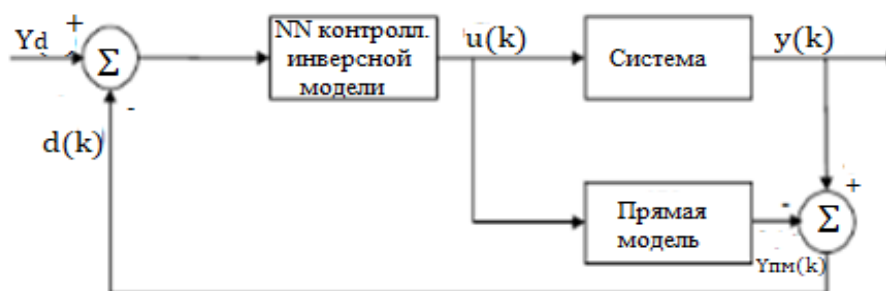 Yd
+
Σ
-
d(k)
NN контролл.
инверсной
модели
u(k)
Система
y(k)
Прямая
модель
-
+
Σ
Yпм(k)